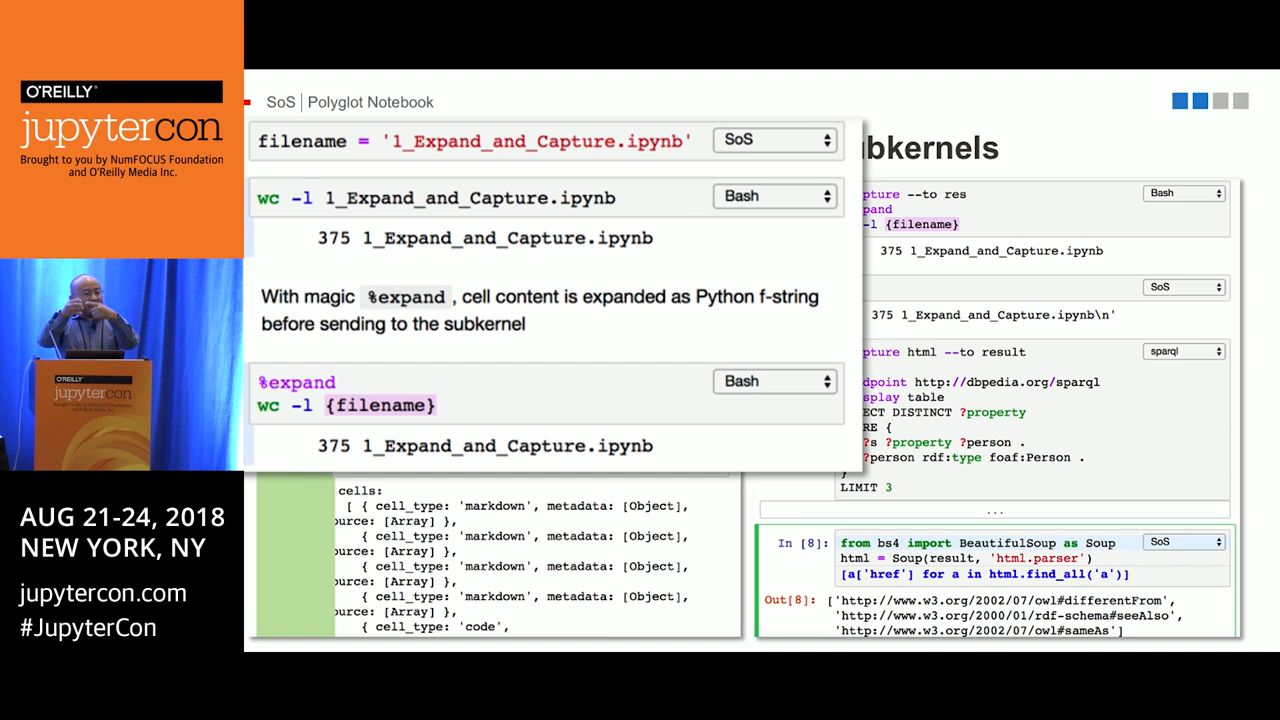 O'REILLY®
jupytercon
Brought to you by NumFOCUS Foundation
and O'Reilly Media Inc.
O'REILLY
jupytercon
AUG 21-24, 2018
NEW YORK, NY
jupytercon.com
#JupyterCon
SoS | Polyglot Notebook
bkernels
filename = '1_Expand_and_Capture.ipynb'
SoS
wc -l 1_Expand_and_Capture.ipynb
Bash
375 1_Expand_and_Capture.ipynb
With magic %expand , cell content is expanded as Python f-string
before sending to the subkernel
%expand
Bash
wc -l {filename}
375 1_Expand_and_Capture.ipynb
cells:
[ { cell_type: 'markdown', metadata: [Object],
ource: [Array] },
{ cell_type: 'markdown', metadata: [Object],
ource: [Array] },
{ cell_type: 'markdown', metadata: [Object],
ource: [Array] },
{ cell_type: 'markdown', metadata: [Object],
ource: [Array] },
{ cell_type: 'code',
pture --to res
Bash
pand
-l {filename}
375 1_Expand_and_Capture.ipynb
SoS
375 1_Expand_and_Capture.ipynb\n'
pture html --to result
sparql
dpoint http://dbpedia.org/sparql
splay table
ECT DISTINCT ?property
RE {
?s ?property ?person .
?person rdf:type foaf:Person .
}
LIMIT 3
...
In [8]: from bs4 import BeautifulSoup as Soup
SoS
html = Soup(result, 'html.parser')
[a['href'] for a in html.find_all('a')]
Out[8]: ['http://www.w3.org/2002/07/owl#differentFrom',
'http://www.w3.org/2000/01/rdf-schema#seeAlso',
'http://www.w3.org/2002/07/owl#sameAs']